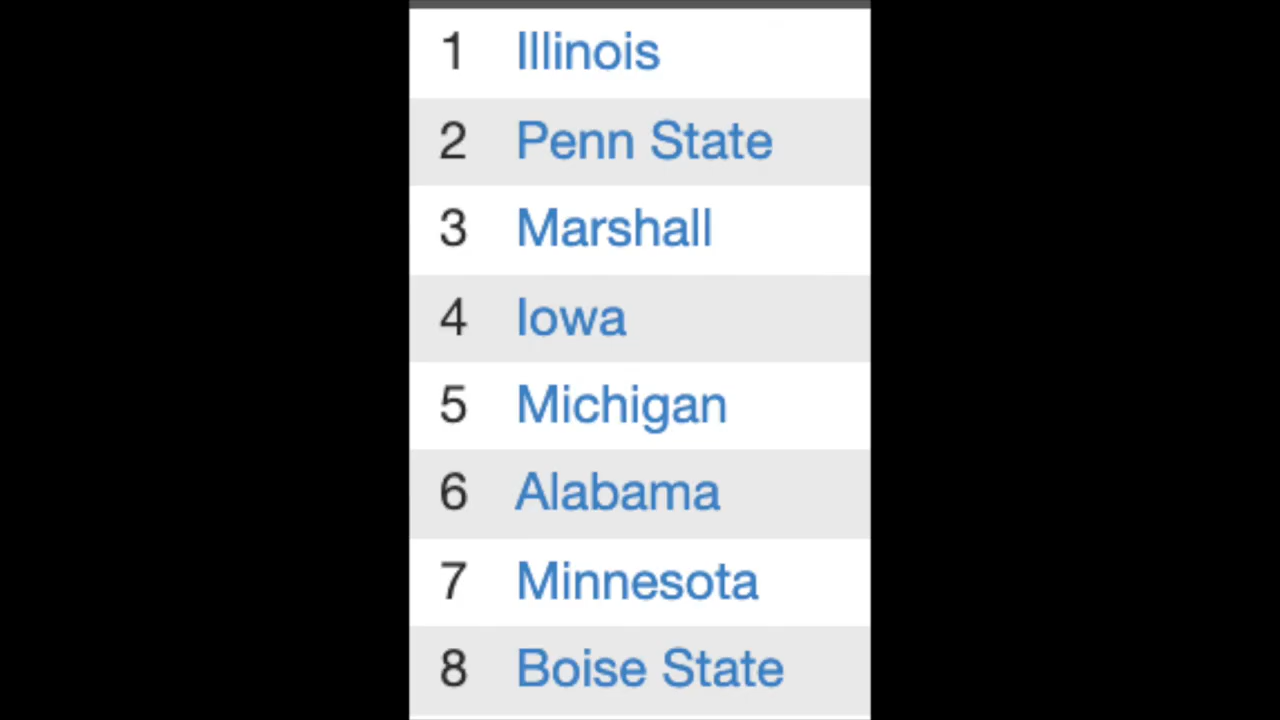 1 Illinois
2 Penn State
3 Marshall
4 Iowa
5 Michigan
6 Alabama
7 Minnesota
8 Boise State